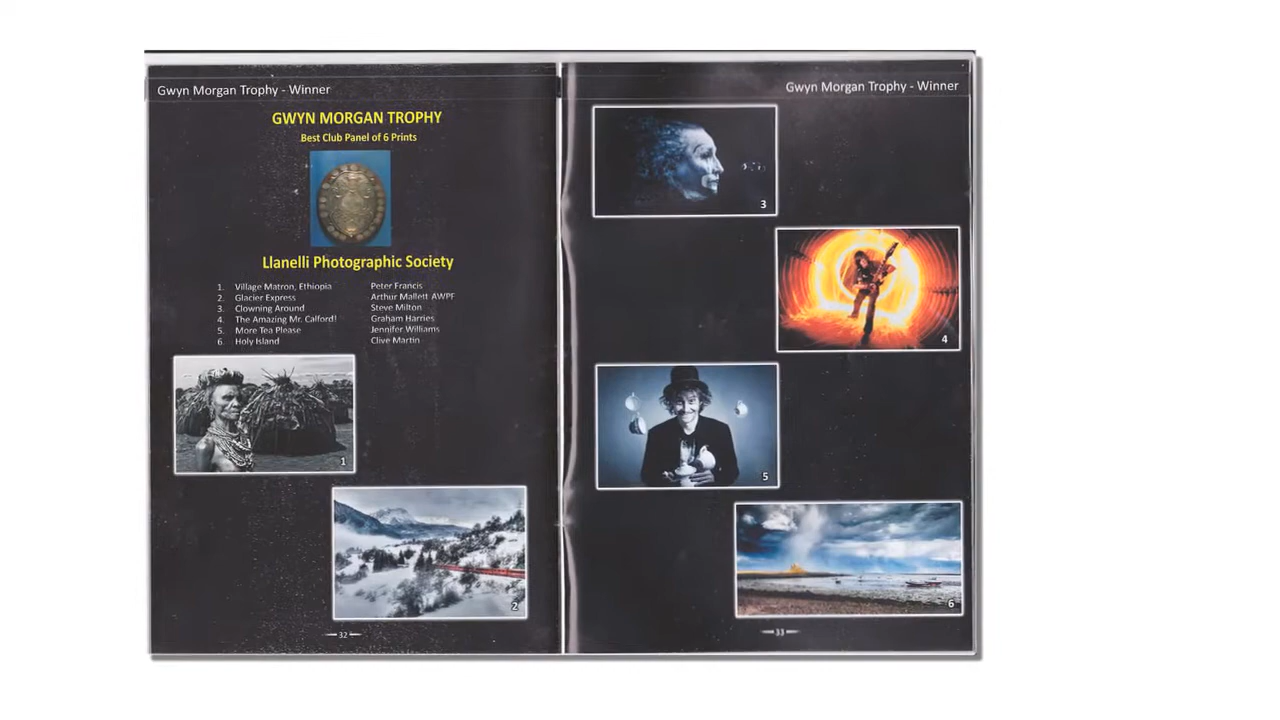 Gwyn Morgan Trophy - Winner
GWYN MORGAN TROPHY
Best Club Panel of 6 Prints
Llanelli Photographic Society
1. Village Matron, Ethiopia Peter Francis
2. Glacier Express Arthur Mallett AWPF
3. Clowning Around Steve Milton
4. The Amazing Mr. Calford! Graham Harries
5. More Tea Please Jennifer Williams
6. Holy Island Clive Martin
1
2
32
Gwyn Morgan Trophy - Winner
3
4
5
6
33